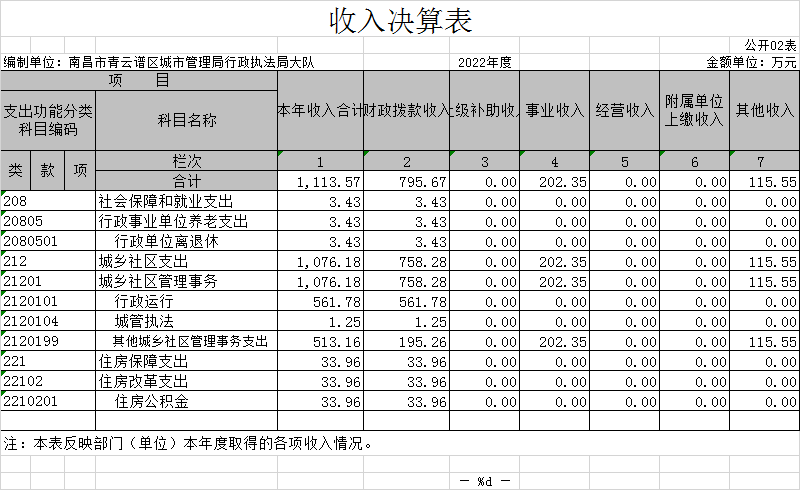 收入决算表
公开02表
编制单位：南昌市青云谱区城市管理局行政执法局大队 2022年度 金额单位：万元
项 目 本年收入合计 财政拨款收入 上级补助收入 事业收入 经营收入 附属单位上缴收入 其他收入
支出功能分类科目编码 科目名称
类 款 项 栏次 1 2 3 4 5 6 7
合计 1,113.57 795.67 0.00 202.35 0.00 0.00 115.55
208 社会保障和就业支出 3.43 3.43 0.00 0.00 0.00 0.00 0.00
20805 行政事业单位养老支出 3.43 3.43 0.00 0.00 0.00 0.00 0.00
2080501 行政单位离退休 3.43 3.43 0.00 0.00 0.00 0.00 0.00
212 城乡社区支出 1,076.18 758.28 0.00 202.35 0.00 0.00 115.55
21201 城乡社区管理事务 1,076.18 758.28 0.00 202.35 0.00 0.00 115.55
2120101 行政运行 561.78 561.78 0.00 0.00 0.00 0.00 0.00
2120104 城管执法 1.25 1.25 0.00 0.00 0.00 0.00 0.00
2120199 其他城乡社区管理事务支出 513.16 195.26 0.00 202.35 0.00 0.00 115.55
221 住房保障支出 33.96 33.96 0.00 0.00 0.00 0.00 0.00
22102 住房改革支出 33.96 33.96 0.00 0.00 0.00 0.00 0.00
2210201 住房公积金 33.96 33.96 0.00 0.00 0.00 0.00 0.00
注：本表反映部门（单位）本年度取得的各项收入情况。
— %d —